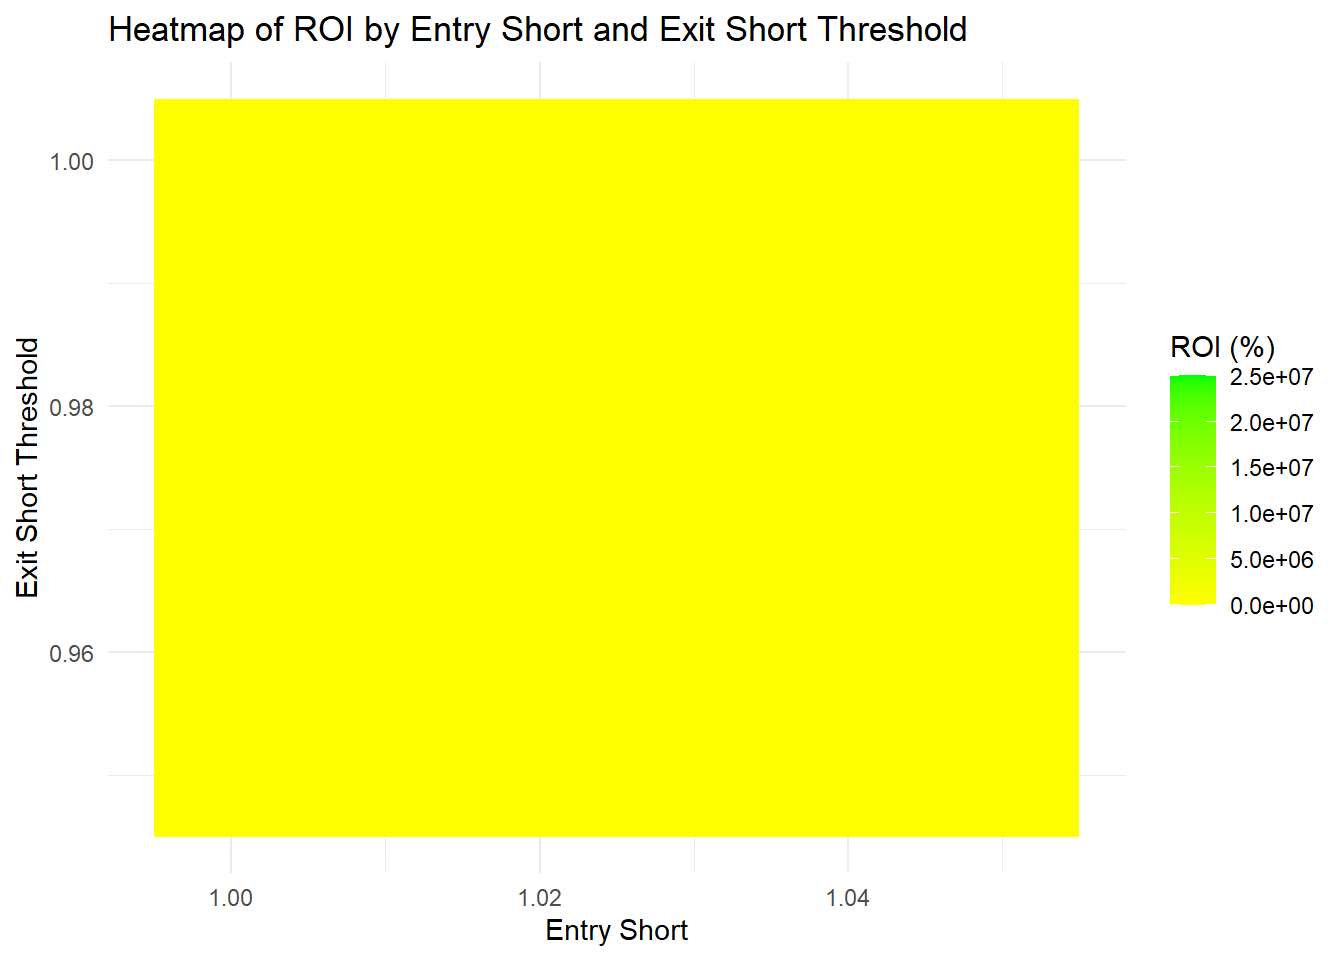 Heatmap of ROI by Entry Short and Exit Short Threshold
1.00
0.98
0.96
Exit Short Threshold
1.00
1.02
1.04
Entry Short
ROI (%)
2.5e+07
2.0e+07
1.5e+07
1.0e+07
5.0e+06
0.0e+00